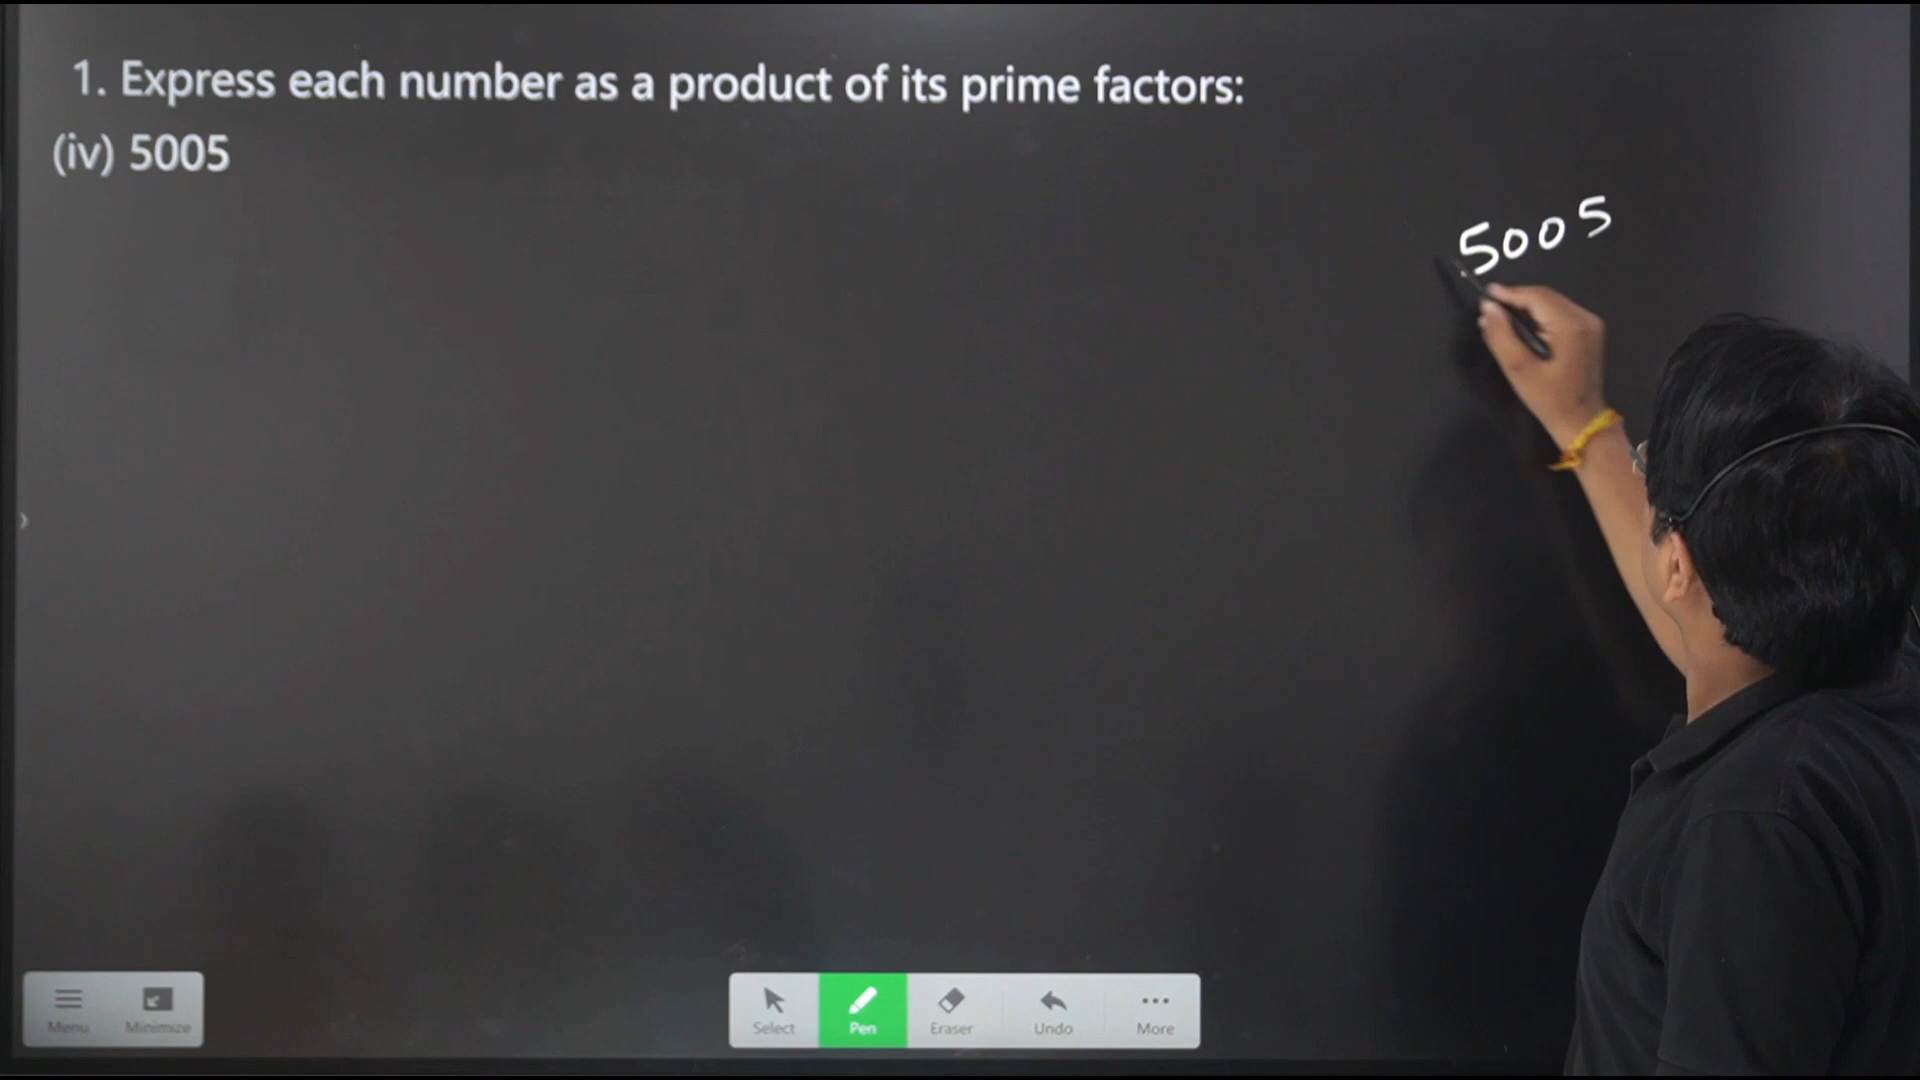 1. Express each number as a product of its prime factors:
(iv) 5005
5005
Menu Minimize
Select Pen Eraser Undo More